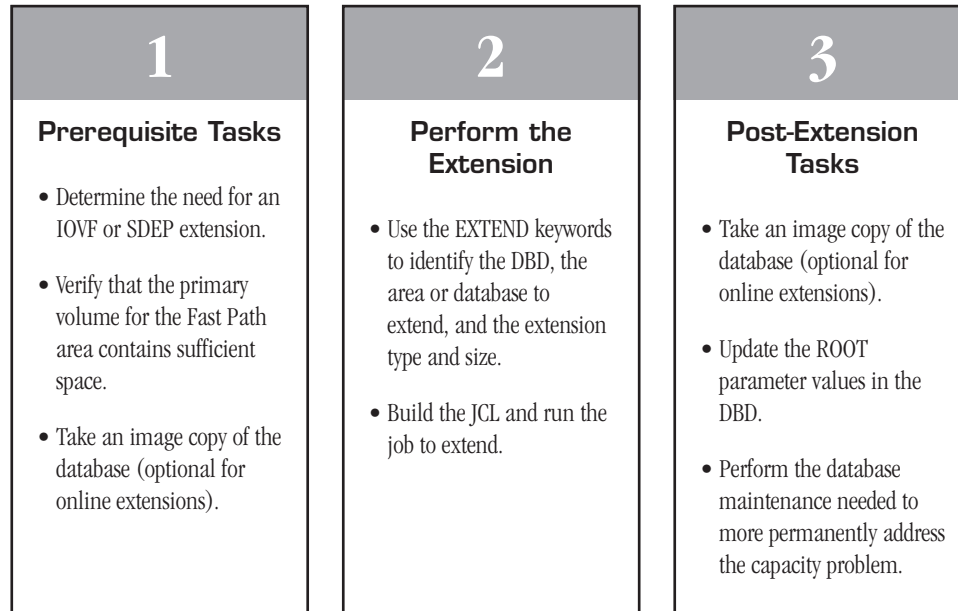 1
Prerequisite Tasks
• Determine the need for an
IOVF or SDEP extension.
• Verify that the primary
volume for the Fast Path
area contains sufficient
space.
• Take an image copy of the
database (optional for
online extensions).
2
Perform the
Extension
• Use the EXTEND keywords
to identify the DBD, the
area or database to
extend, and the extension
type and size.
• Build the JCL and run the
job to extend.
3
Post-Extension
Tasks
• Take an image copy of the
database (optional for
online extensions).
• Update the ROOT
parameter values in the
DBD.
• Perform the database
maintenance needed to
more permanently address
the capacity problem.